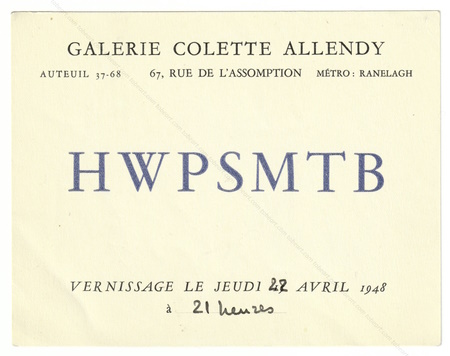 GALERIE COLETTE ALLENDY
AUTEUIL 37-68 67, RUE DE L'ASSOMPTION MÉTRO: RANELAGH
HWPSMTB
VERNISSAGE LE JEUDI 22 AVRIL 1948
à 21 heures